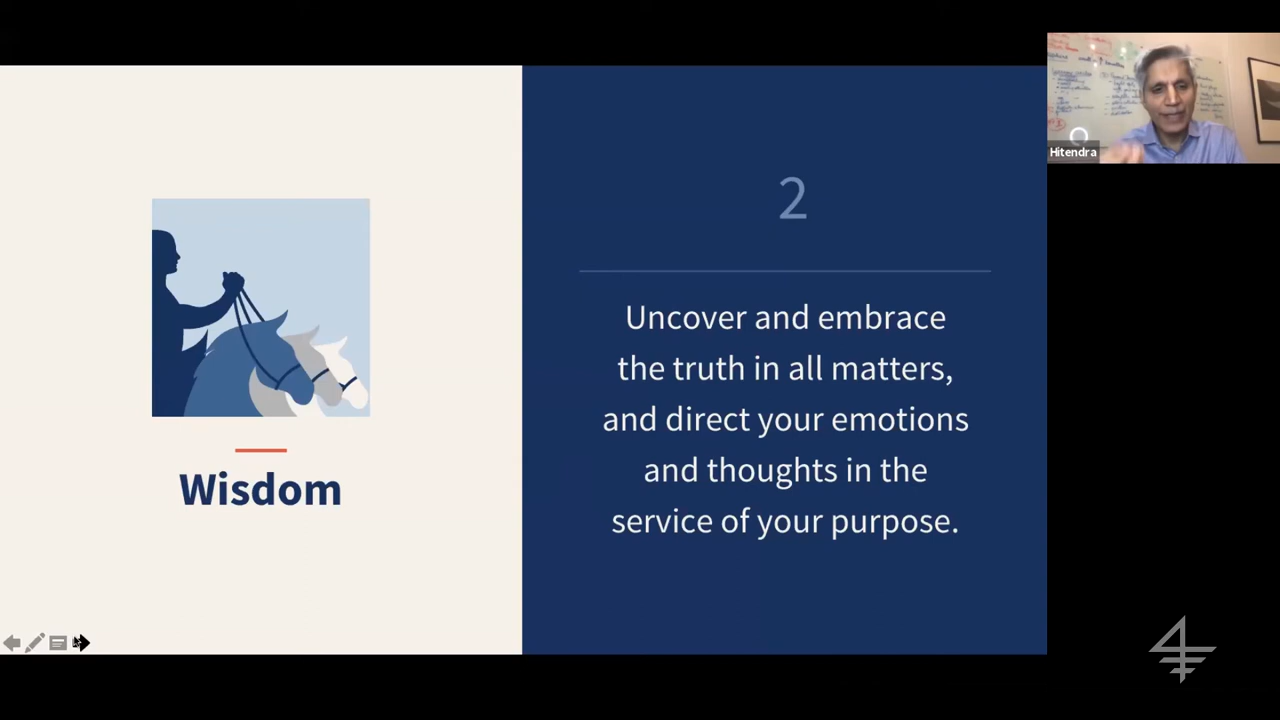 Wisdom
2
Uncover and embrace
the truth in all matters,
and direct your emotions
and thoughts in the
service of your purpose.
Hitendra